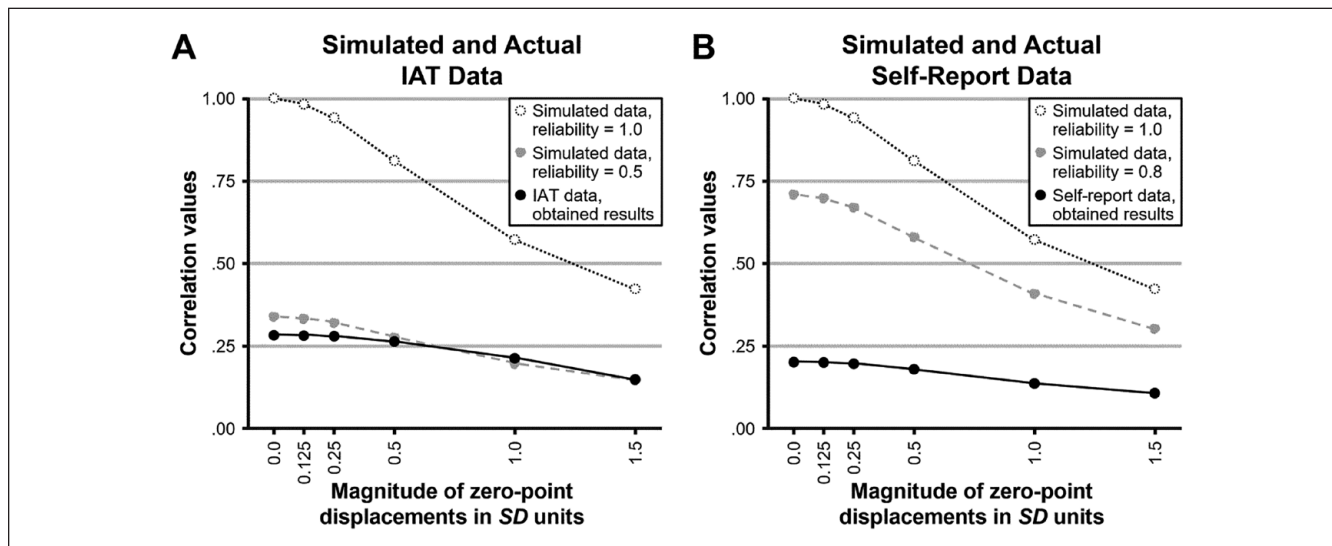 A
Simulated and Actual
IAT Data
Correlation values
1.00
.75
.50
.25
.00
Simulated data,
reliability = 1.0
Simulated data,
reliability = 0.5
IAT data,
obtained results
0.0
0.125
0.25
0.5
1.0
1.5
Magnitude of zero-point
displacements in SD units
B
Simulated and Actual
Self-Report Data
Correlation values
1.00
.75
.50
.25
.00
Simulated data,
reliability = 1.0
Simulated data,
reliability = 0.8
Self-report data,
obtained results
0.0
0.125
0.25
0.5
1.0
1.5
Magnitude of zero-point
displacements in SD units